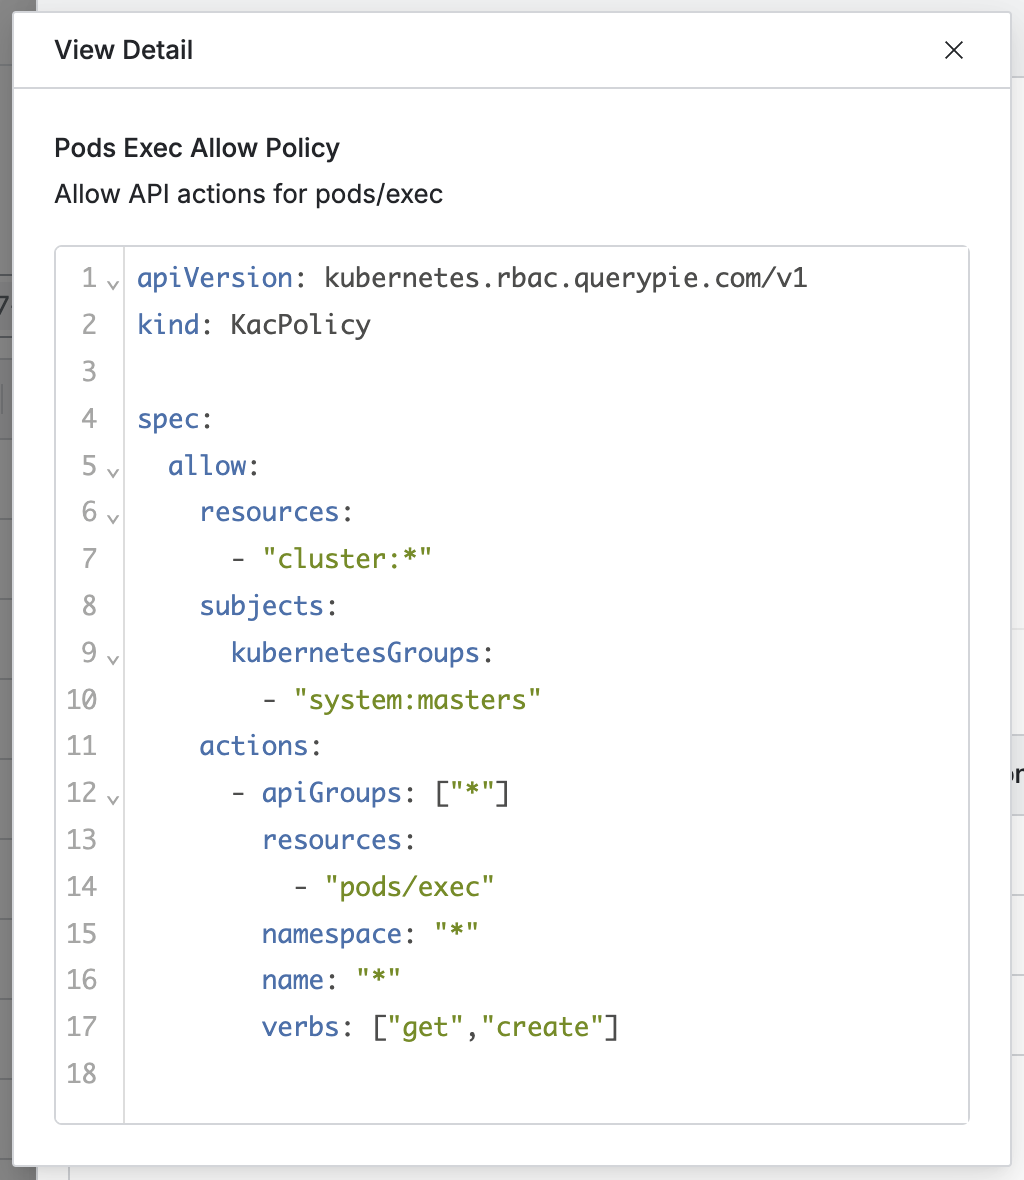 View Detail
Pods Exec Allow Policy
Allow API actions for pods/exec
1 apiVersion: kubernetes.rbac.querypie.com/v1
2 kind: KacPolicy
3
4 spec:
5   allow:
6     resources:
7       - "cluster:*"
8     subjects:
9       kubernetesGroups:
10         - "system:masters"
11     actions:
12       - apiGroups: ["*"]
13         resources:
14           - "pods/exec"
15         namespace: "*"
16         name: "*"
17         verbs: ["get","create"]
18